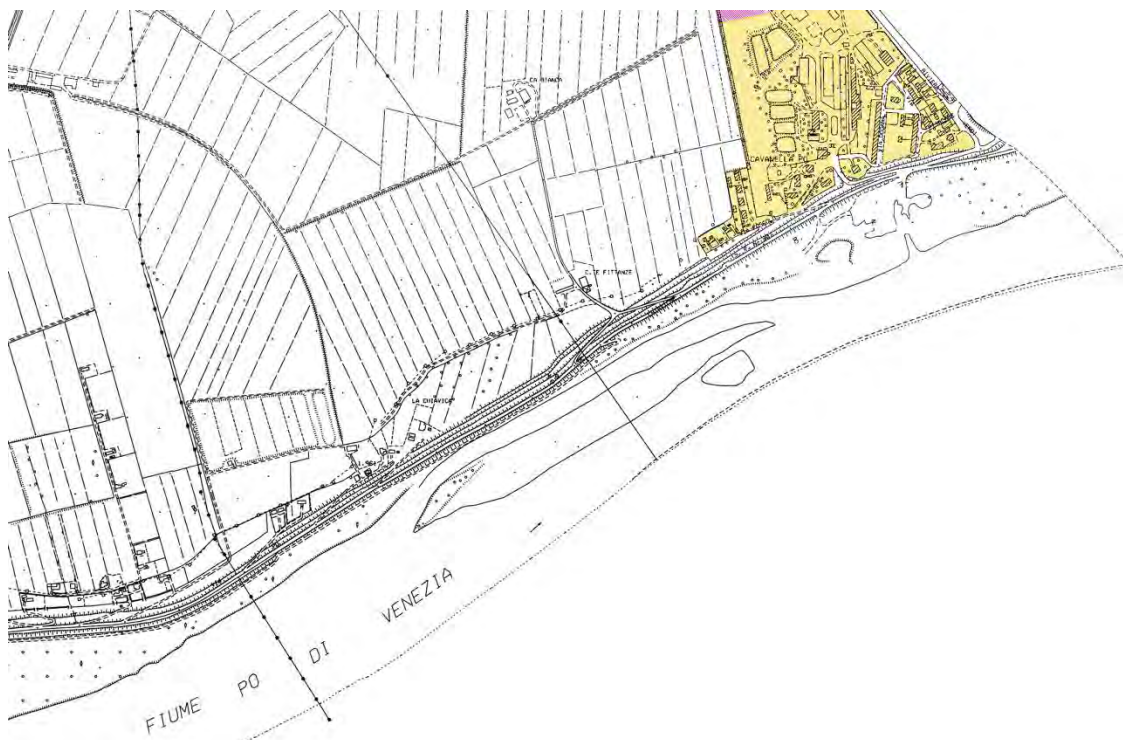 CA BIANCA
CAVANELLA PO
C.TE FITTANZE
LA CHIAVICA
FIUME PO DI VENEZIA